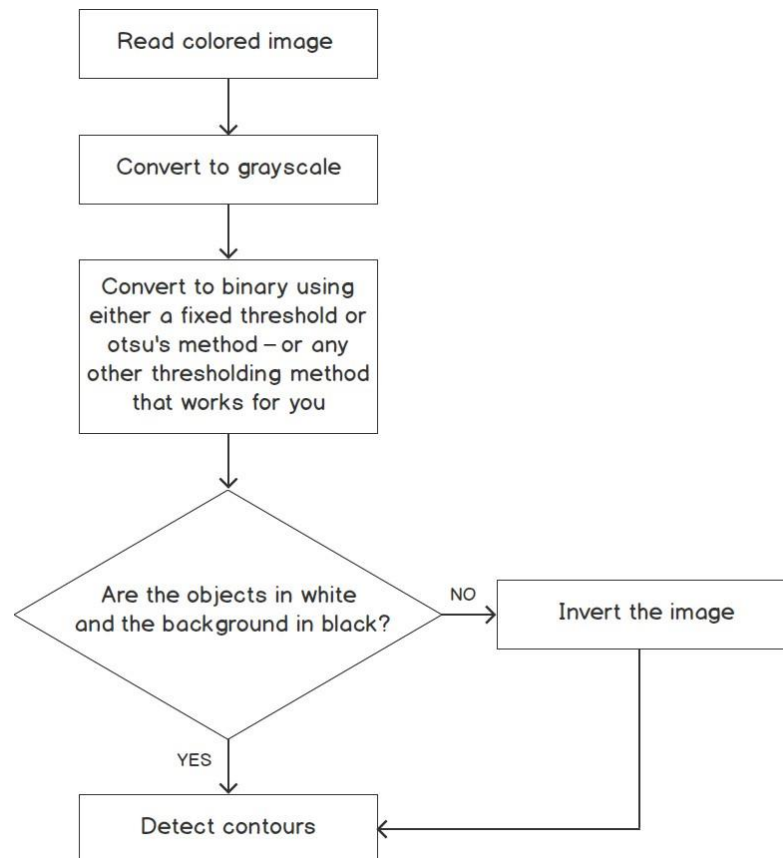 Read colored image
Convert to grayscale
Convert to binary using
either a fixed threshold or
otsu's method – or any
other thresholding method
that works for you
Are the objects in white
and the background in black?
NO
Invert the image
YES
Detect contours